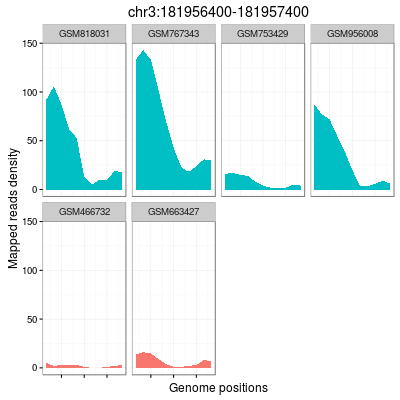 chr3:181956400-181957400
GSM818031 GSM767343 GSM753429 GSM956008
150
100
50
0
GSM466732 GSM663427
150
100
50
0
Mapped reads density
Genome positions